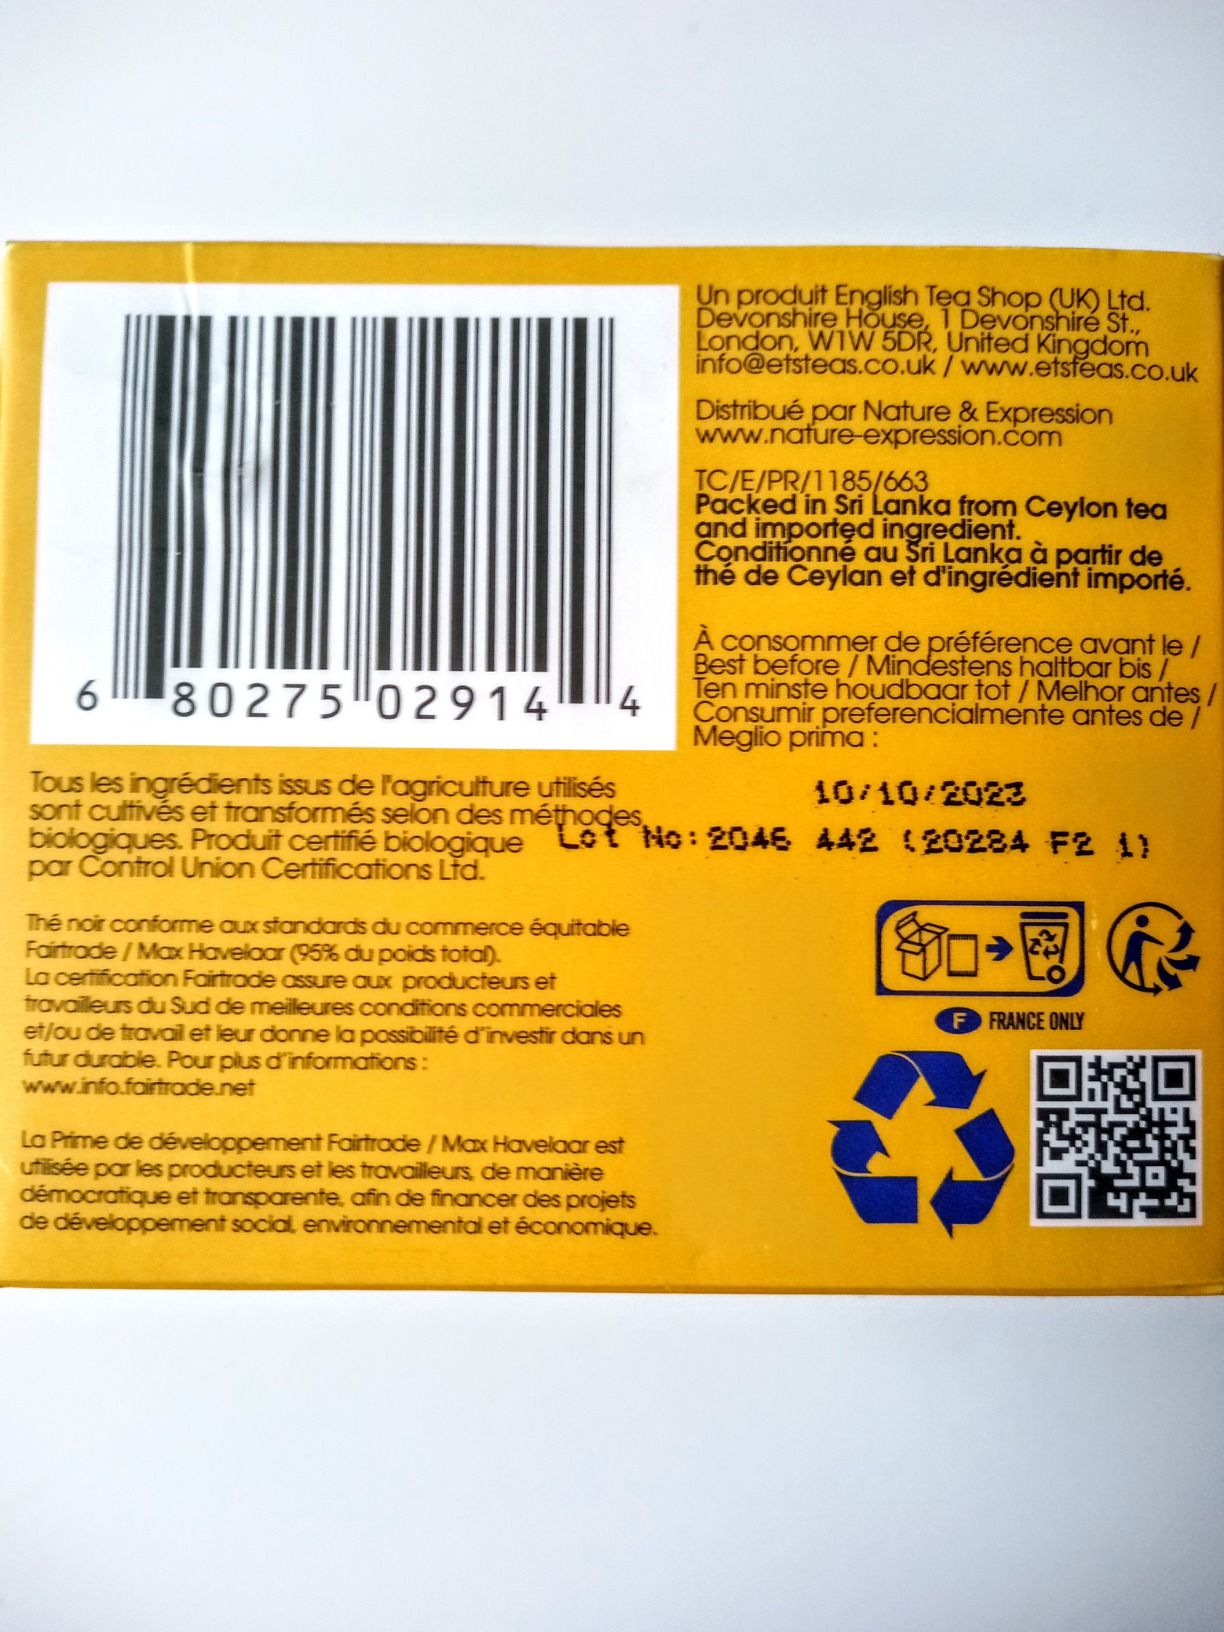 Un produit English Tea Shop (UK) Ltd.
Devonshire House, 1 Devonshire St.,
London, W1W 5DR, United Kingdom
info@etsteas.co.uk / www.etsteas.co.uk
Distribué par Nature & Expression
www.nature-expression.com
TC/E/PR/1185/663
Packed in Sri Lanka from Ceylon tea
and imported ingredient.
Conditionné au Sri Lanka à partir de
thé de Ceylan et d'ingrédient importé.
À consommer de préférence avant le /
Best before / Mindestens haltbar bis /
Ten minste houdbaar tot / Melhor antes /
Consumir preferencialmente antes de /
Meglio prima :
6 80275 02914 4
10/10/2023
Lot No: 2046 442 (20284 F2 1)
Tous les ingrédients issus de l'agriculture utilisés
sont cultivés et transformés selon des méthodes
biologiques. Produit certifié biologique
par Control Union Certifications Ltd.
Thé noir conforme aux standards du commerce équitable
Fairtrade / Max Havelaar (95% du poids total).
La certification Fairtrade assure aux producteurs et
travailleurs du Sud de meilleures conditions commerciales
et/ou de travail et leur donne la possibilité d'investir dans un
futur durable. Pour plus d'informations :
www.info.fairtrade.net
La Prime de développement Fairtrade / Max Havelaar est
utilisée par les producteurs et les travailleurs, de manière
démocratique et transparente, afin de financer des projets
de développement social, environnemental et économique.
F FRANCE ONLY